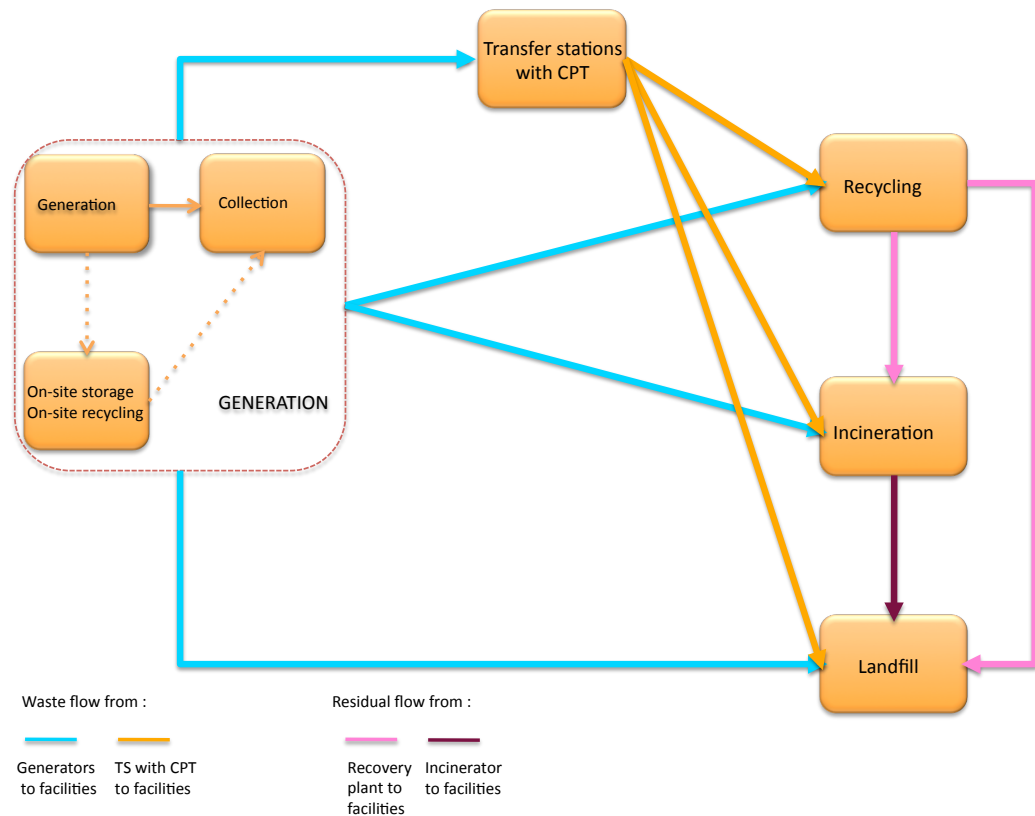 Transfer stations
with CPT
Recycling
Generation
Collection
On-site storage
On-site recycling
GENERATION
Incineration
Landfill
Waste flow from :
Residual flow from :
Generators
to facilities
TS with CPT
to facilities
Recovery
plant to
facilities
Incinerator
to facilities